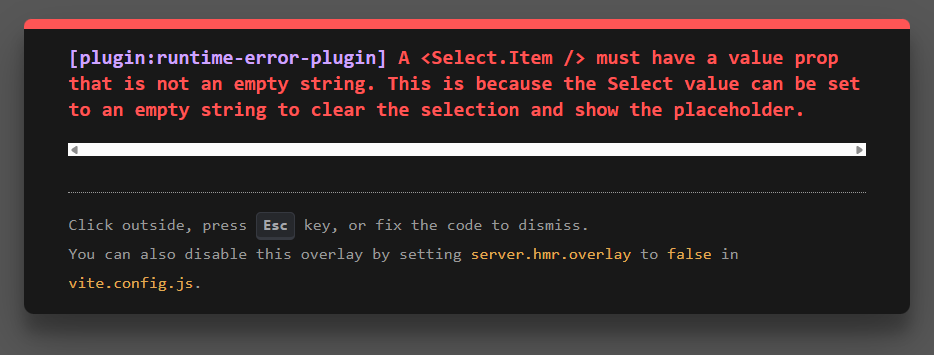 [plugin:runtime-error-plugin] A <Select.Item /> must have a value prop
that is not an empty string. This is because the Select value can be set
to an empty string to clear the selection and show the placeholder.
Click outside, press Esc key, or fix the code to dismiss.
You can also disable this overlay by setting server.hmr.overlay to false in
vite.config.js.